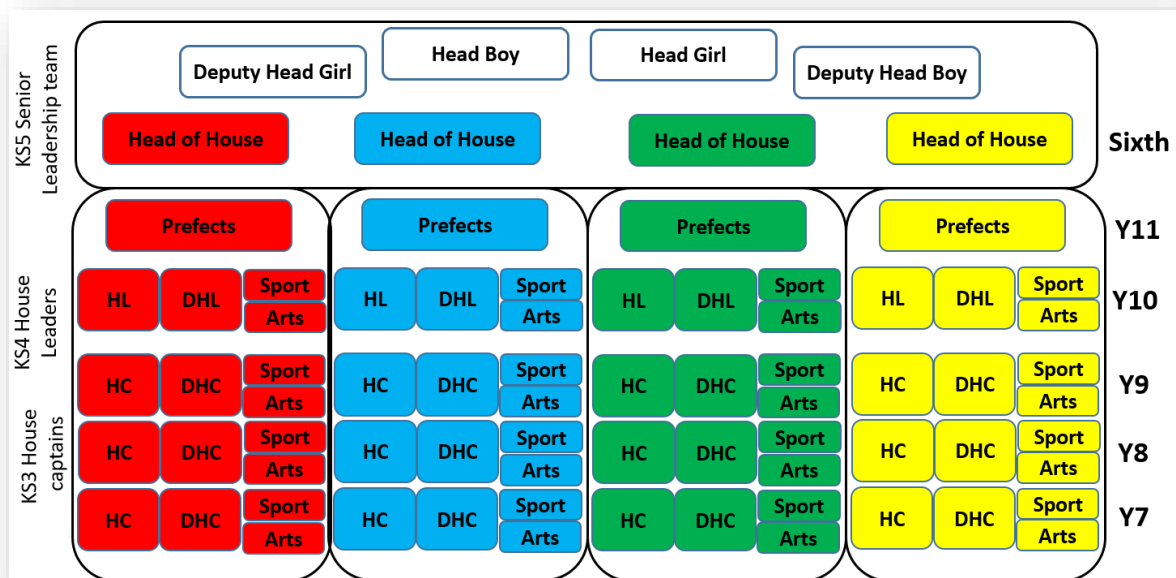 KS5 Senior
Leadership team
Deputy Head Girl
Head Boy
Head Girl
Deputy Head Boy
Head of House
Head of House
Head of House
Head of House
Sixth
Prefects
Prefects
Prefects
Prefects
Y11
KS4 House
Leaders
HL
DHL
Sport
Arts
HL
DHL
Sport
Arts
HL
DHL
Sport
Arts
HL
DHL
Sport
Arts
Y10
KS3 House
captains
HC
DHC
Sport
Arts
HC
DHC
Sport
Arts
HC
DHC
Sport
Arts
HC
DHC
Sport
Arts
Y9
HC
DHC
Sport
Arts
HC
DHC
Sport
Arts
HC
DHC
Sport
Arts
HC
DHC
Sport
Arts
Y8
HC
DHC
Sport
Arts
HC
DHC
Sport
Arts
HC
DHC
Sport
Arts
HC
DHC
Sport
Arts
Y7